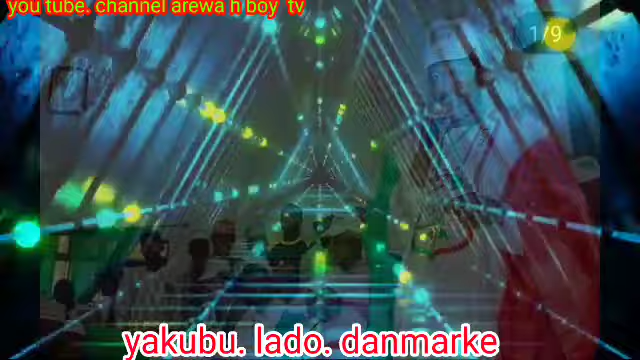 you tube. channel arewa h boy tv
1/9
yakubu. lado. danmarke